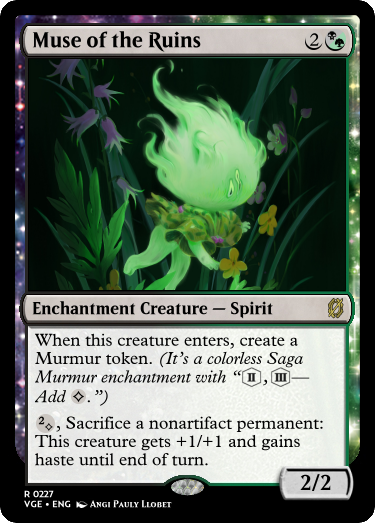 Muse of the Ruins 2
Enchantment Creature — Spirit
When this creature enters, create a
Murmur token. (It's a colorless Saga
Murmur enchantment with “II, III—
Add .”)
2, Sacrifice a nonartifact permanent:
This creature gets +1/+1 and gains
haste until end of turn.
2/2
R 0227
VGE • ENG Angi Pauly Llobet